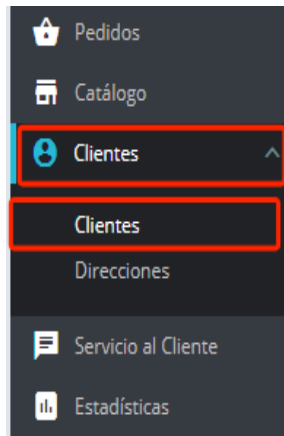 Pedidos
Catálogo
Clientes
Clientes
Direcciones
Servicio al Cliente
Estadísticas